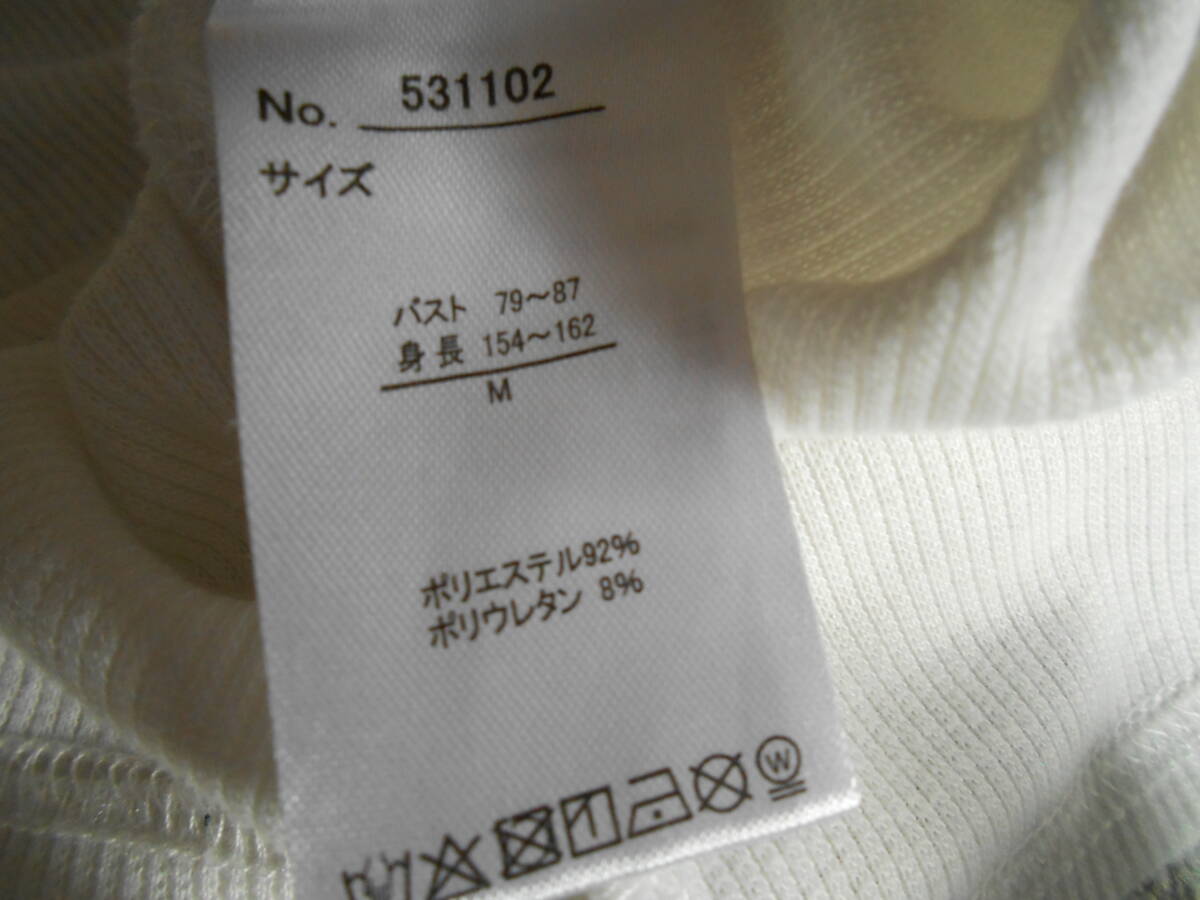 No. 531102
サイズ
バスト 79～87
身長 154～162
M
ポリエステル92%
ポリウレタン 8%
W